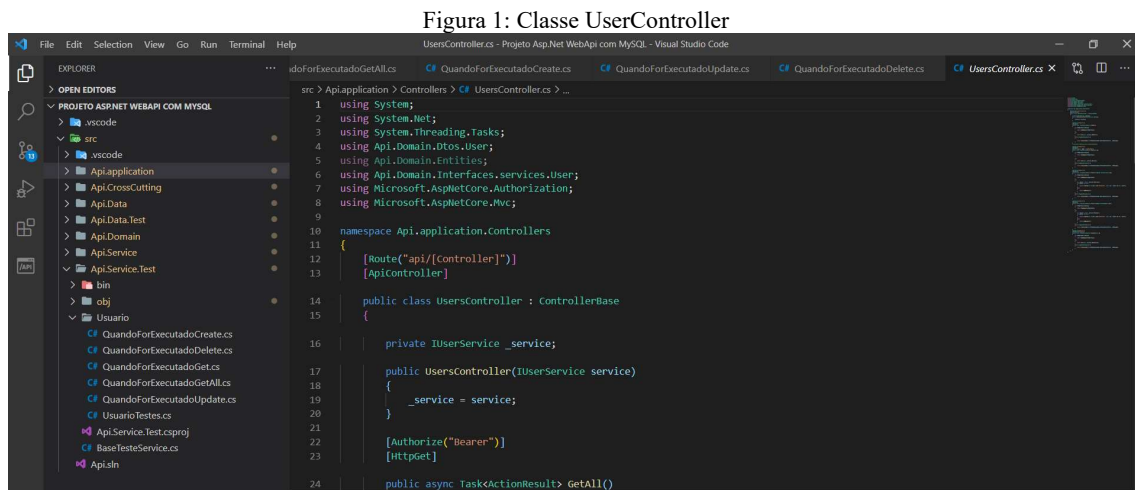 Figura 1: Classe UserController
File Edit Selection View Go Run Terminal Help
UsersController.cs - Projeto Asp.Net WebApi com MySQL - Visual Studio Code
EXPLORER
doForExecutadoGetAll.cs
C# QuandoForExecutadoCreate.cs
C# QuandoForExecutadoUpdate.cs
C# QuandoForExecutadoDelete.cs
C# UsersController.cs
> OPEN EDITORS
PROJETO ASP.NET WEBAPI COM MYSQL
> .vscode
src
> .vscode
> Api.application
> Api.CrossCutting
> Api.Data
> Api.Data.Test
> Api.Domain
> Api.Service
Api.Service.Test
> bin
> obj
Usuario
C# QuandoForExecutadoCreate.cs
C# QuandoForExecutadoDelete.cs
C# QuandoForExecutadoGet.cs
C# QuandoForExecutadoGetAll.cs
C# QuandoForExecutadoUpdate.cs
C# UsuarioTestes.cs
Api.Service.Test.csproj
C# BaseTesteService.cs
Api.sln
13
/API
src > Api.application > Controllers > C# UsersController.cs > ...
1 using System;
2 using System.Net;
3 using System.Threading.Tasks;
4 using Api.Domain.Dtos.User;
5 using Api.Domain.Entities;
6 using Api.Domain.Interfaces.services.User;
7 using Microsoft.AspNetCore.Authorization;
8 using Microsoft.AspNetCore.Mvc;
9
10 namespace Api.application.Controllers
11 {
12 [Route("api/[Controller]")]
13 [ApiController]
14 public class UsersController : ControllerBase
15 {
16 private IUserService _service;
17 public UsersController(IUserService service)
18 {
19 _service = service;
20 }
21
22 [Authorize("Bearer")]
23 [HttpGet]
24 public async Task<ActionResult> GetAll()